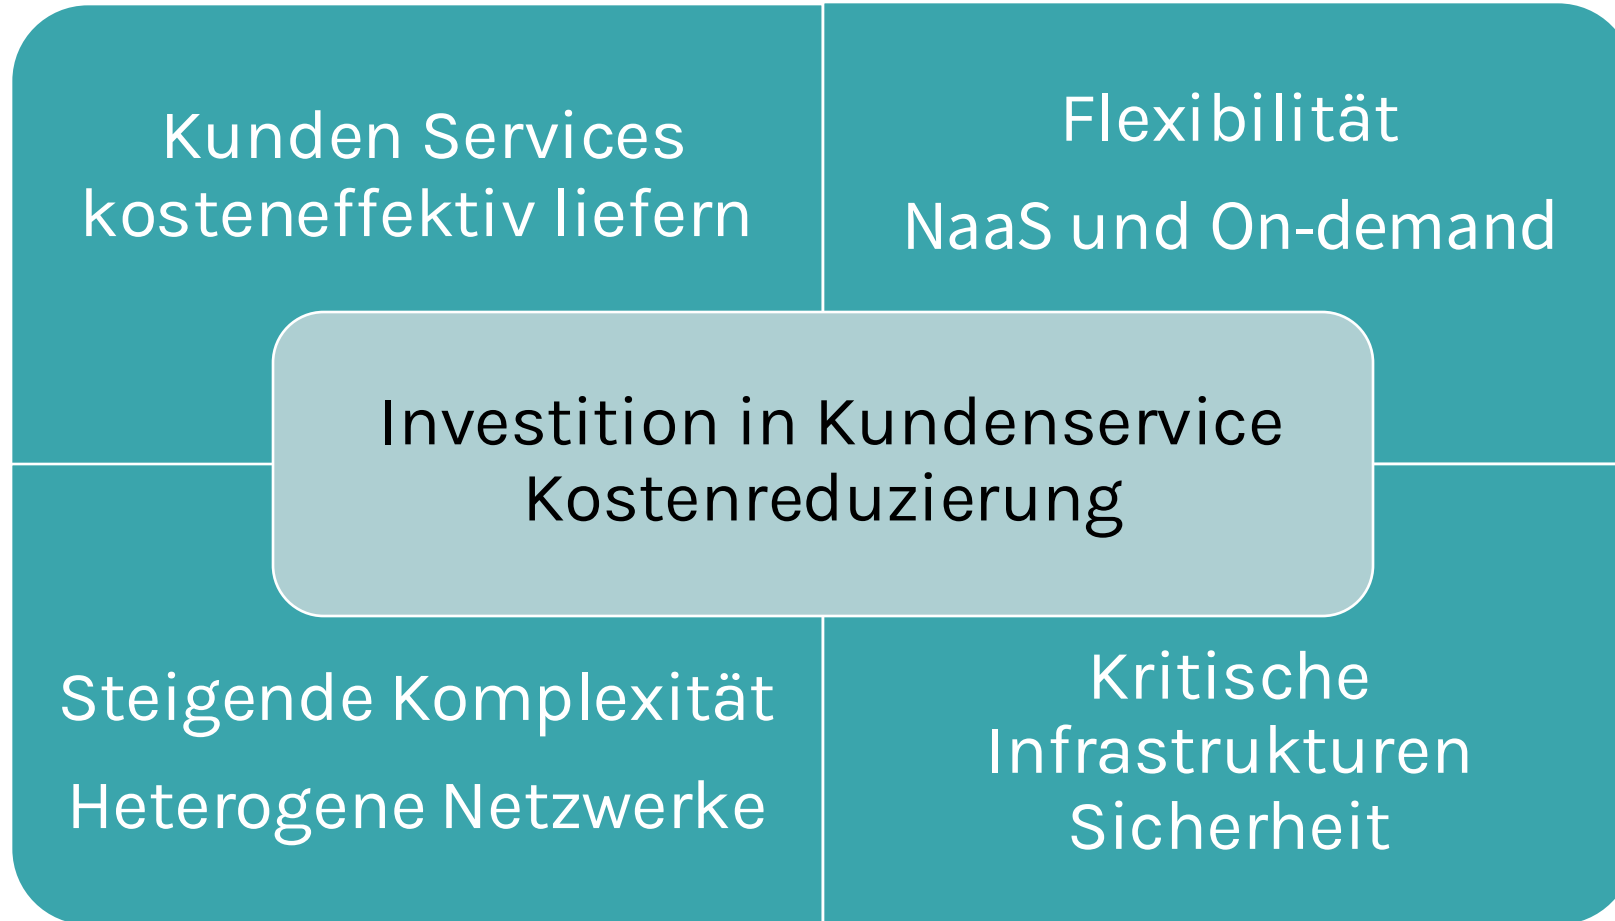 Kunden Services
kosteneffektiv liefern
Flexibilität
NaaS und On-demand
Investition in Kundenservice
Kostenreduzierung
Steigende Komplexität
Heterogene Netzwerke
Kritische
Infrastrukturen
Sicherheit